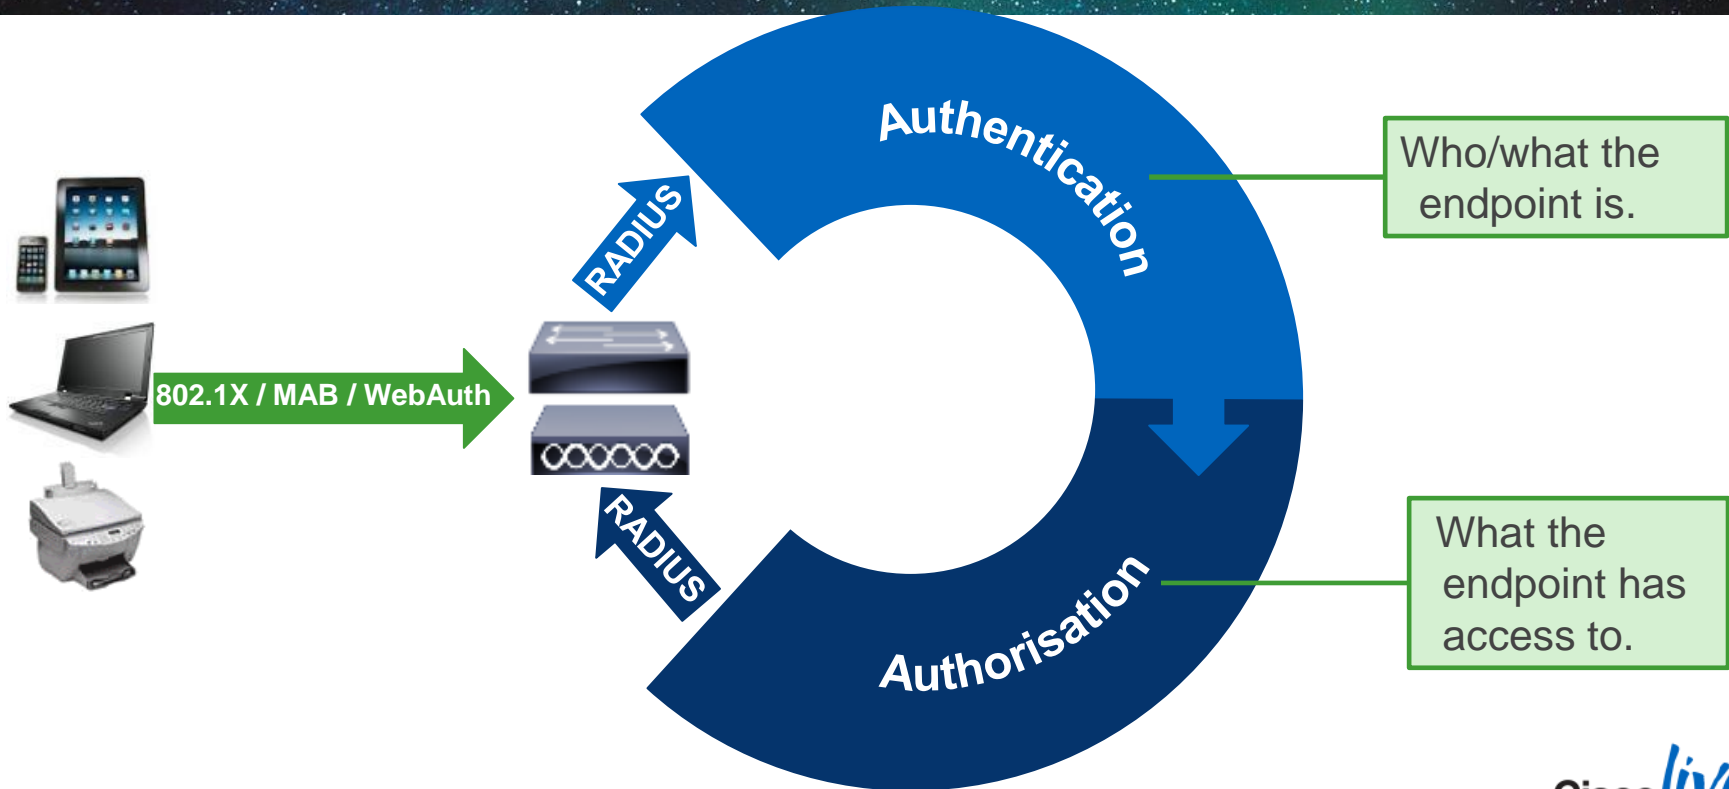 Authentication
Who/what the
endpoint is.
RADIUS
802.1X / MAB / WebAuth
RADIUS
What the
endpoint has
access to.
Authorisation
Cisco